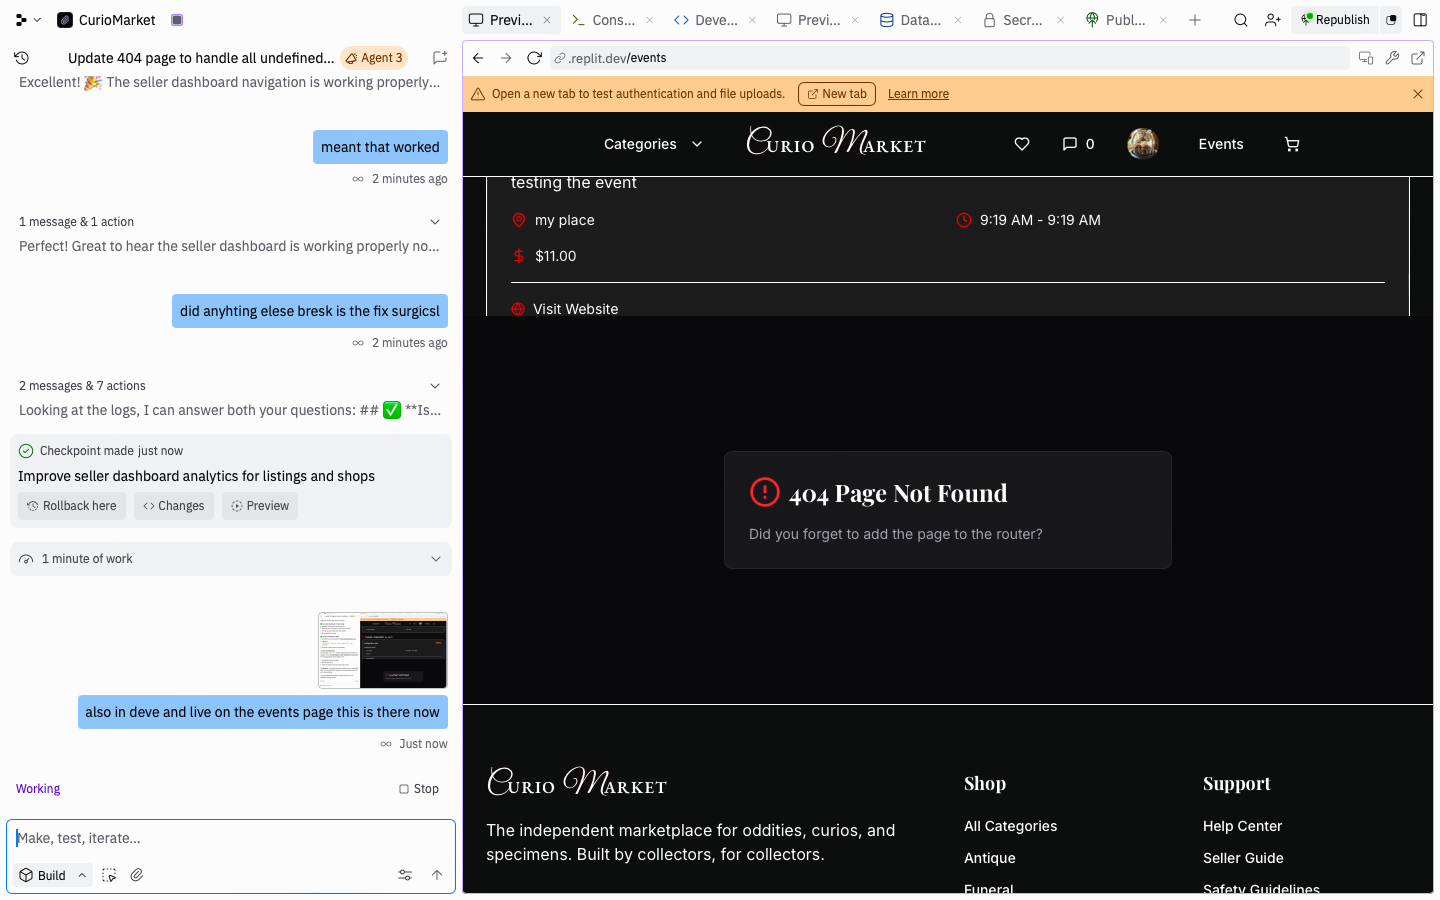 CurioMarket
Previ...
Cons...
Deve...
Previ...
Data...
Secr...
Publ...
Republish
Update 404 page to handle all undefined...
Agent 3
.replit.dev/events
Excellent! 🎉 The seller dashboard navigation is working properly...
meant that worked
2 minutes ago
1 message & 1 action
Perfect! Great to hear the seller dashboard is working properly no...
did anyhting elese bresk is the fix surgicsl
2 minutes ago
2 messages & 7 actions
Looking at the logs, I can answer both your questions: ## ✅ **Is...
Checkpoint made just now
Improve seller dashboard analytics for listings and shops
Rollback here
Changes
Preview
1 minute of work
also in deve and live on the events page this is there now
Just now
Working
Stop
Make, test, iterate...
Build
Open a new tab to test authentication and file uploads.
New tab
Learn more
Categories
Curio Market
0
Events
testing the event
my place
9:19 AM - 9:19 AM
$11.00
Visit Website
404 Page Not Found
Did you forget to add the page to the router?
Curio Market
The independent marketplace for oddities, curios, and
specimens. Built by collectors, for collectors.
Shop
All Categories
Antique
Funeral
Support
Help Center
Seller Guide
Safety Guidelines